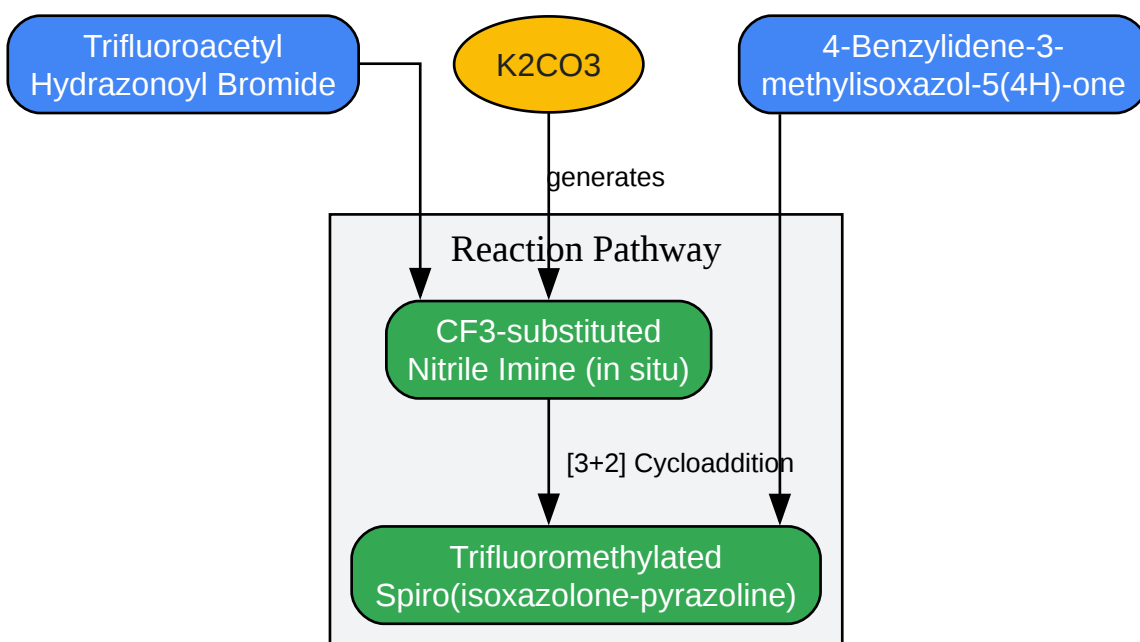 Trifluoroacetyl
Hydrazonoyl Bromide
K2CO3
4-Benzylidene-3-
methylisoxazol-5(4H)-one
generates
Reaction Pathway
CF3-substituted
Nitrile Imine (in situ)
[3+2] Cycloaddition
Trifluoromethylated
Spiro(isoxazolone-pyrazoline)